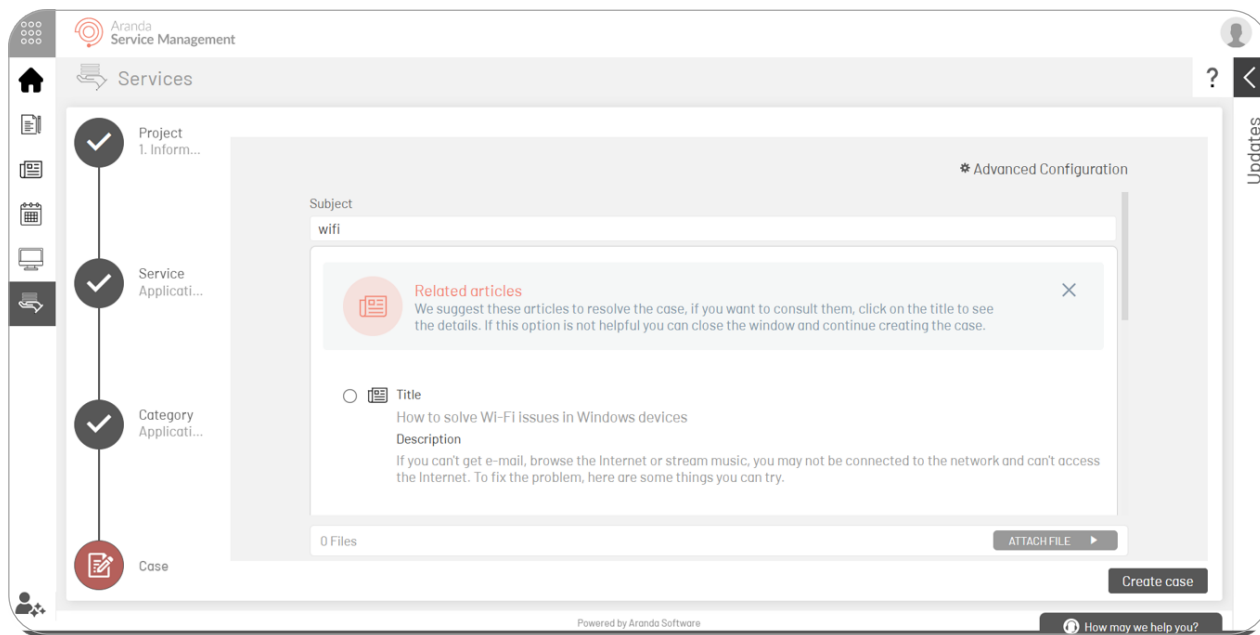 Aranda
Service Management
Services
?
Updates
Project
1. Inform...
Service
Applicati...
Category
Applicati...
Case
Advanced Configuration
Subject
wifi
Related articles
We suggest these articles to resolve the case, if you want to consult them, click on the title to see
the details. If this option is not helpful you can close the window and continue creating the case.
Title
How to solve Wi-Fi issues in Windows devices
Description
If you can't get e-mail, browse the Internet or stream music, you may not be connected to the network and can't access
the Internet. To fix the problem, here are some things you can try.
0 Files
ATTACH FILE
Create case
Powered by Aranda Software
How may we help you?